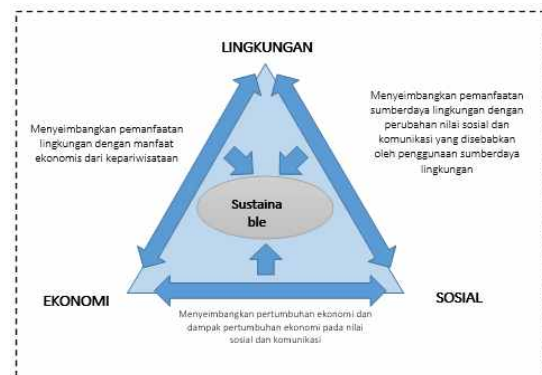 LINGKUNGAN
Menyeimbangkan pemanfaatan
lingkungan dengan manfaat
ekonomis dari kepariwisataan
Menyeimbangkan pemanfaatan
sumberdaya lingkungan dengan
perubahan nilai sosial dan
komunikasi yang disebabkan
oleh penggunaan sumberdaya
lingkungan
Sustaina
ble
EKONOMI
SOSIAL
Menyeimbangkan pertumbuhan ekonomi dan
dampak pertumbuhan ekonomi pada nilai
sosial dan komunikasi